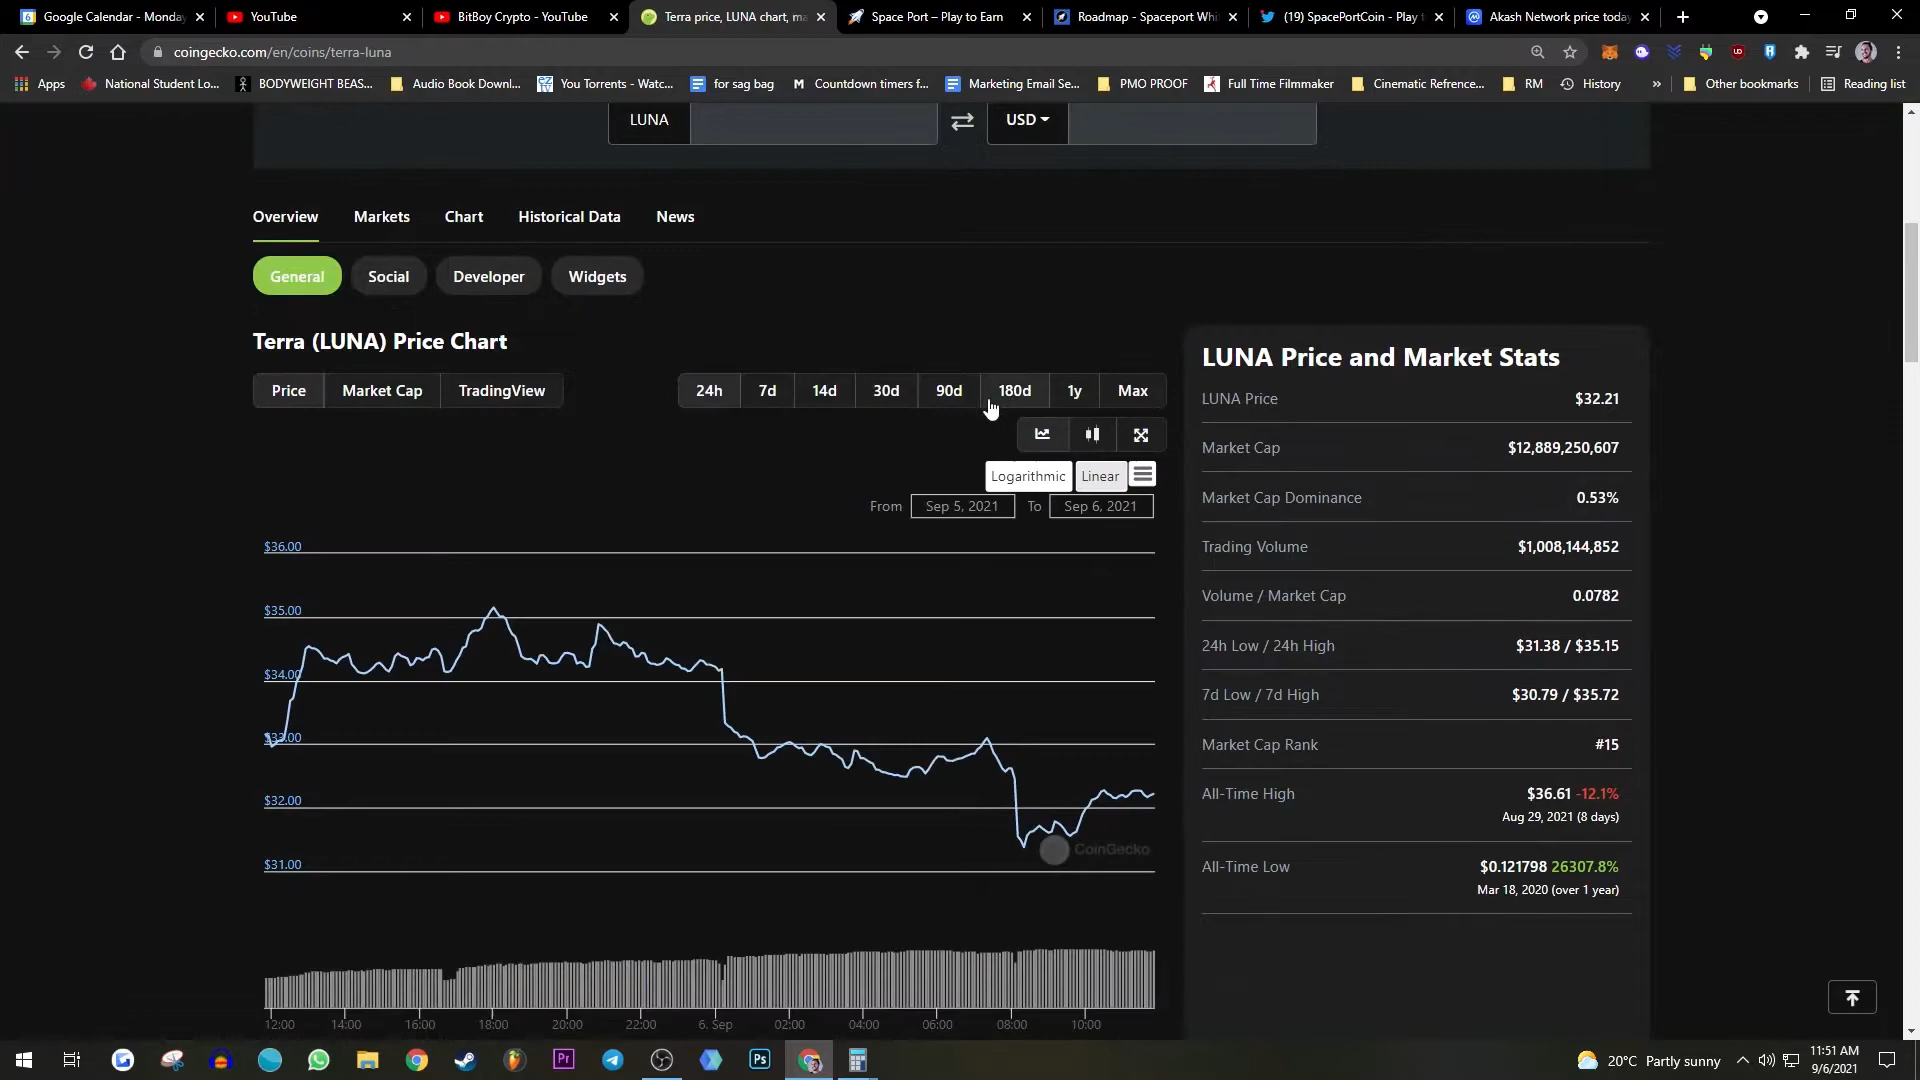 Google Calendar - Monday
YouTube
BitBoy Crypto - YouTube
Terra price, LUNA chart, ma
Space Port – Play to Earn
Roadmap - Spaceport Whi
(19) SpacePortCoin - Play
Akash Network price today
coingecko.com/en/coins/terra-luna
Apps
National Student Lo...
BODYWEIGHT BEAS...
Audio Book Downl...
You Torrents - Watc...
for sag bag
Countdown timers f...
Marketing Email Se...
PMO PROOF
Full Time Filmmaker
Cinematic Refrence...
RM
History
»
Other bookmarks
Reading list
LUNA
USD
Overview
Markets
Chart
Historical Data
News
General
Social
Developer
Widgets
Terra (LUNA) Price Chart
Price
Market Cap
TradingView
24h
7d
14d
30d
90d
180d
1y
Max
Logarithmic
Linear
From
Sep 5, 2021
To
Sep 6, 2021
$36.00
$35.00
$34.00
$33.00
$32.00
$31.00
CoinGecko
12:00
14:00
16:00
18:00
20:00
22:00
6. Sep
02:00
04:00
06:00
08:00
10:00
LUNA Price and Market Stats
LUNA Price $32.21
Market Cap $12,889,250,607
Market Cap Dominance 0.53%
Trading Volume $1,008,144,852
Volume / Market Cap 0.0782
24h Low / 24h High $31.38 / $35.15
7d Low / 7d High $30.79 / $35.72
Market Cap Rank #15
All-Time High $36.61 -12.1%
Aug 29, 2021 (8 days)
All-Time Low $0.121798 26307.8%
Mar 18, 2020 (over 1 year)
Pr
Ps
20°C Partly sunny
11:51 AM
9/6/2021